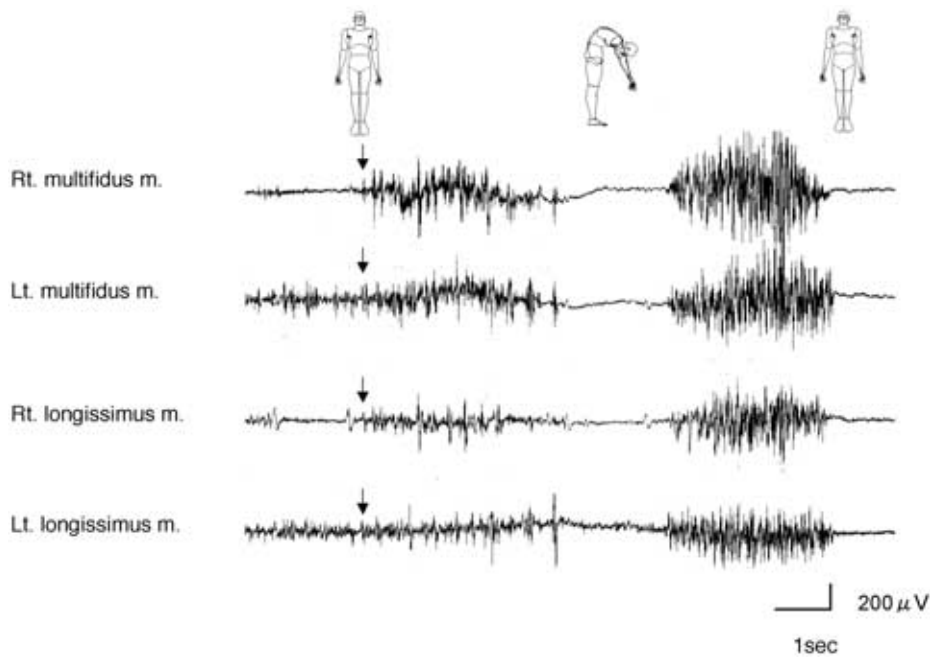 Rt. multifidus m.
Lt. multifidus m.
Rt. longissimus m.
Lt. longissimus m.
200 μV
1sec